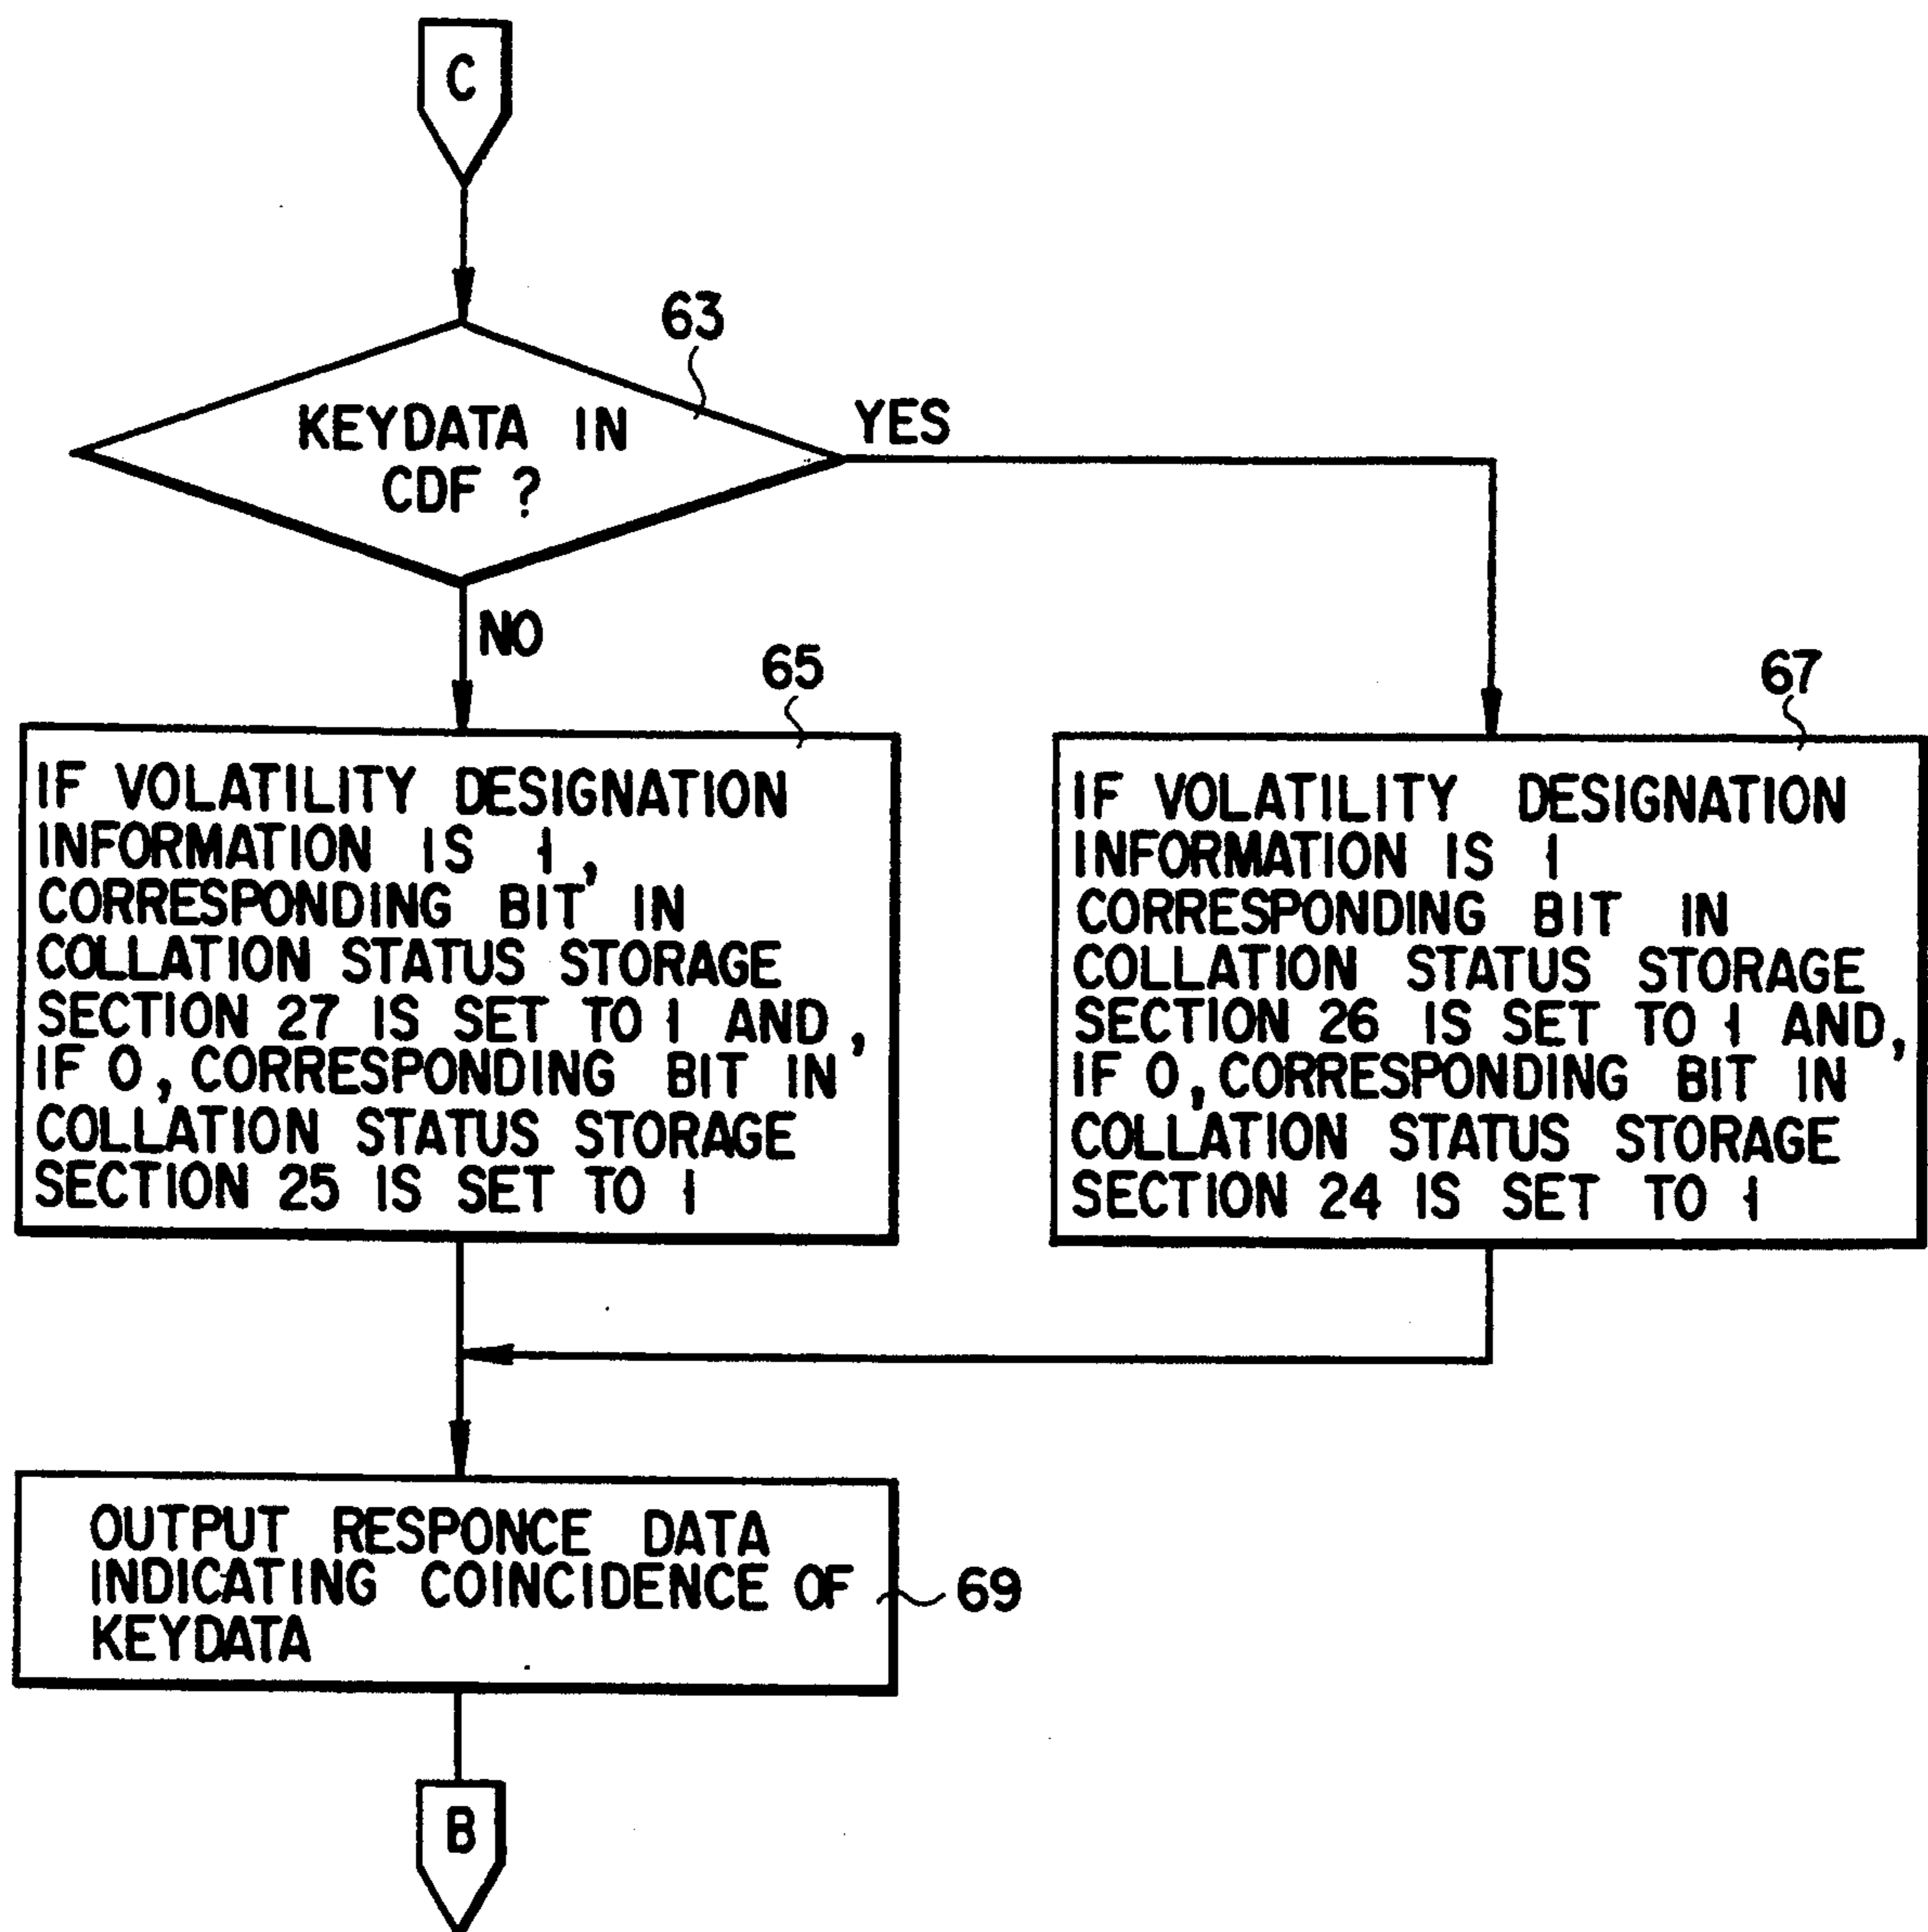 C
63
KEYDATA IN
CDF ?
YES
NO
65
IF VOLATILITY DESIGNATION
INFORMATION IS 1,
CORRESPONDING BIT IN
COLLATION STATUS STORAGE
SECTION 27 IS SET TO 1 AND,
IF 0, CORRESPONDING BIT IN
COLLATION STATUS STORAGE
SECTION 25 IS SET TO 1
67
IF VOLATILITY DESIGNATION
INFORMATION IS 1
CORRESPONDING BIT IN
COLLATION STATUS STORAGE
SECTION 26 IS SET TO 1 AND,
IF 0, CORRESPONDING BIT IN
COLLATION STATUS STORAGE
SECTION 24 IS SET TO 1
OUTPUT RESPONCE DATA
INDICATING COINCIDENCE OF
KEYDATA
69
B